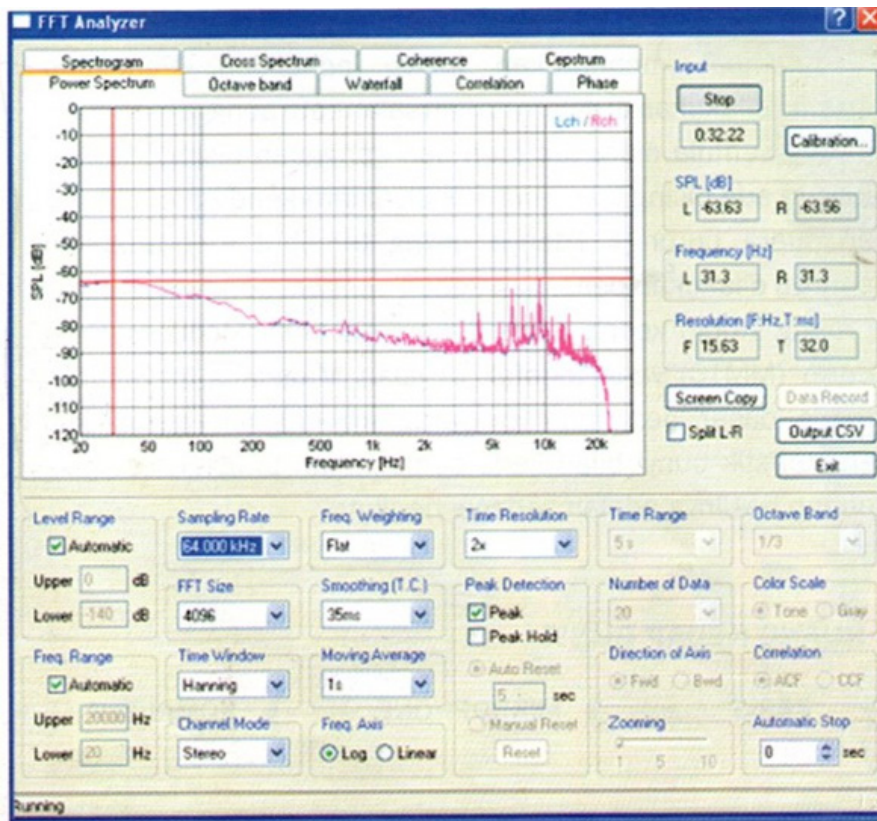 FFT Analyzer
Spectrogram Cross Spectrum Coherence Cepstrum
Power Spectrum Octave band Waterfall Correlation Phase
Lch / Rch
SPL [dB]
0
-10
-20
-30
-40
-50
-60
-70
-80
-90
-100
-110
-120
20 50 100 200 500 1k 2k 5k 10k 20k
Frequency [Hz]
Input
Stop
0:32:22
Calibration...
SPL [dB]
L -63.63 R -63.56
Frequency [Hz]
L 31.3 R 31.3
Resolution [F:Hz,T:ms]
F 15.63 T 32.0
Screen Copy Data Record
Split L-R Output CSV
Exit
Level Range
Automatic
Upper 0 dB
Lower -140 dB
Freq. Range
Automatic
Upper 20000 Hz
Lower 20 Hz
Sampling Rate
64.000 kHz
FFT Size
4096
Time Window
Hanning
Channel Mode
Stereo
Freq. Weighting
Flat
Smoothing (T.C.)
35ms
Moving Average
1s
Freq. Axis
Log Linear
Time Resolution
2x
Peak Detection
Peak
Peak Hold
Auto Reset
5 sec
Manual Reset
Reset
Time Range
5 s
Number of Data
20
Direction of Axis
Fwd Bwd
Zooming
1 5 10
Octave Band
1/3
Color Scale
Tone Gray
Correlation
ACF CCF
Automatic Stop
0 sec
Running